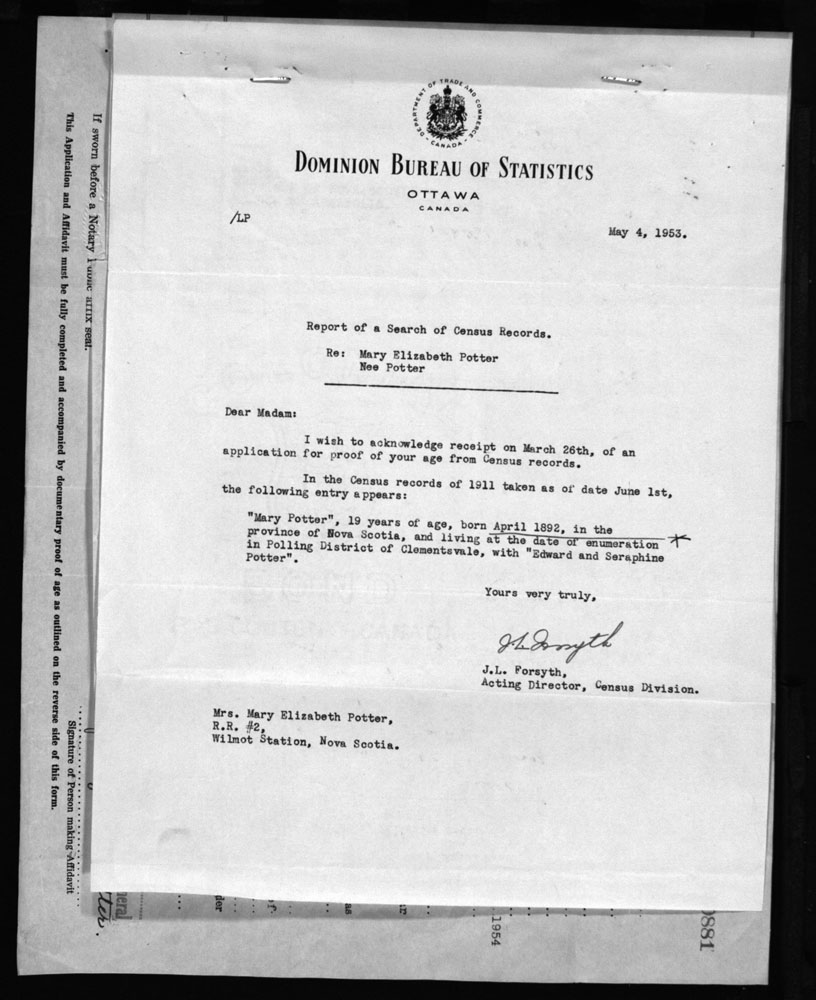 DEPARTMENT OF TRADE AND COMMERCE
CANADA
DOMINION BUREAU OF STATISTICS
OTTAWA
CANADA
/LP
May 4, 1953.
Report of a Search of Census Records.
Re: Mary Elizabeth Potter
Nee Potter
Dear Madam:
I wish to acknowledge receipt on March 26th, of an
application for proof of your age from Census records.
In the Census records of 1911 taken as of date June 1st,
the following entry appears:
"Mary Potter", 19 years of age, born April 1892, in the
province of Nova Scotia, and living at the date of enumeration
in Polling District of Clementsvale, with "Edward and Seraphine
Potter".
Yours very truly,
J L Forsyth
J.L. Forsyth,
Acting Director, Census Division.
Mrs. Mary Elizabeth Potter,
R.R. #2,
Wilmot Station, Nova Scotia.
If sworn before a Notary Public affix seal.
This Application and Affidavit must be fully completed and accompanied by documentary proof of age as outlined on the reverse side of this form.
Signature of Person making Affidavit
neral
tter.
der
of
as
ır
1954
0881